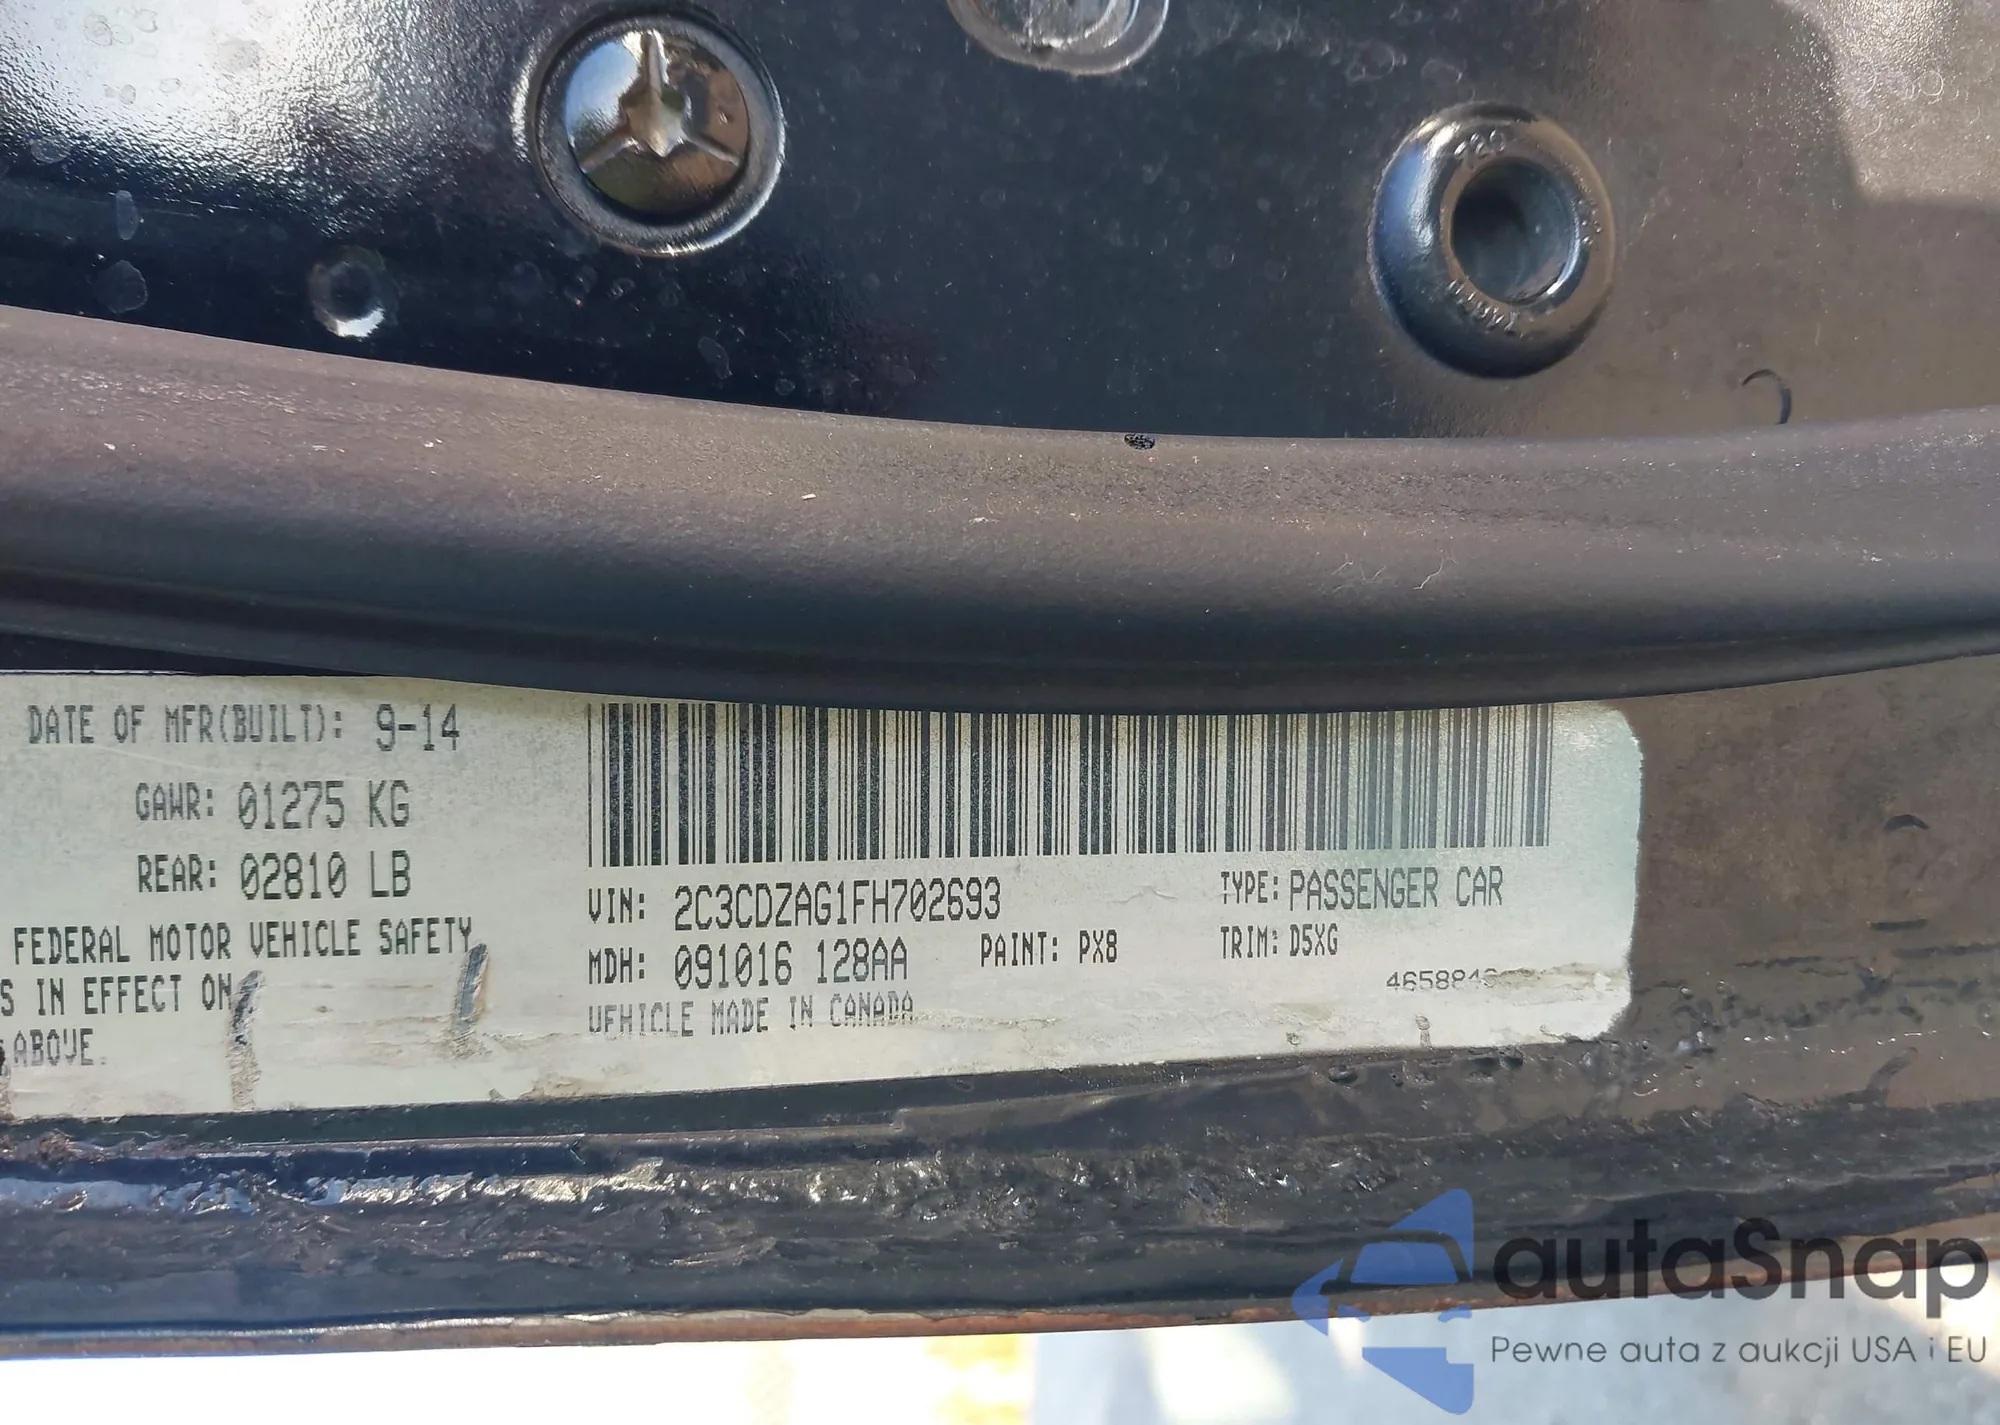 DATE OF MFR(BUILT): 9-14
GAWR: 01275 KG
REAR: 02810 LB
FEDERAL MOTOR VEHICLE SAFETY
S IN EFFECT ON
ABOVE.
VIN: 2C3CDZAG1FH702693
TYPE: PASSENGER CAR
MDH: 091016 128AA
PAINT: PX8
TRIM: D5XG
VEHICLE MADE IN CANADA
autaSnap
Pewne auta z aukcji USA i EU